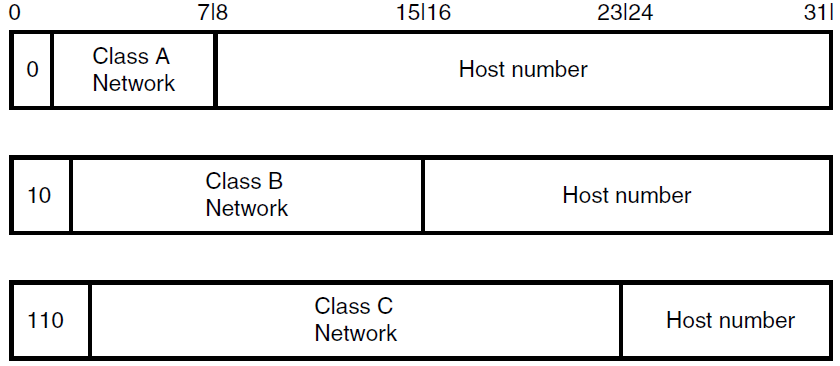 0 7|8 15|16 23|24 31|
0 Class A Network Host number
10 Class B Network Host number
110 Class C Network Host number